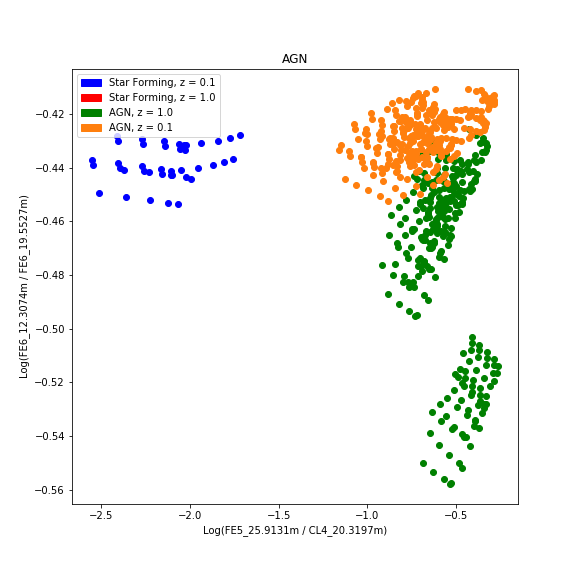 AGN
Star Forming, z = 0.1
Star Forming, z = 1.0
AGN, z = 1.0
AGN, z = 0.1
−0.42
−0.44
−0.46
−0.48
−0.50
−0.52
−0.54
−0.56
Log(FE6_12.3074m / FE6_19.5527m)
−2.5
−2.0
−1.5
−1.0
−0.5
Log(FE5_25.9131m / CL4_20.3197m)